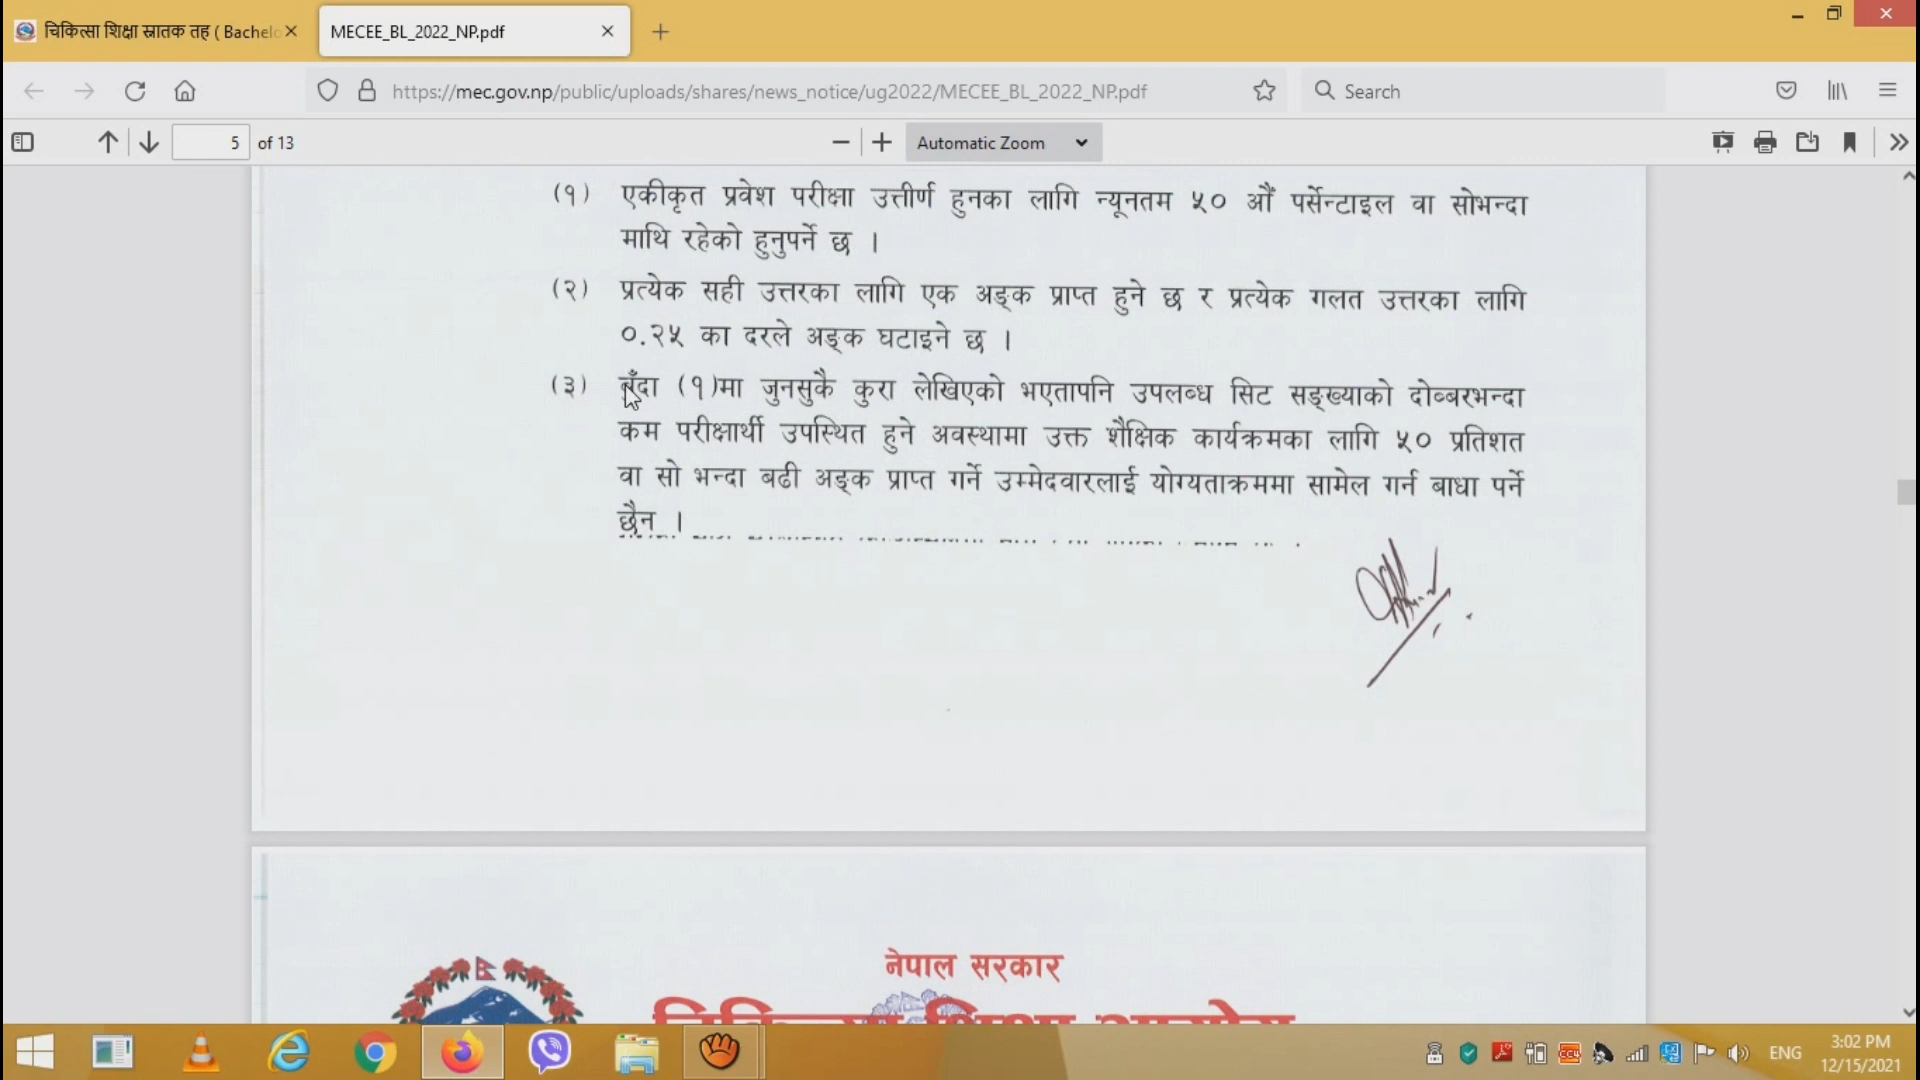 चिकित्सा शिक्षा स्नातक तह ( Bachelo
MECEE_BL_2022_NP.pdf
https://mec.gov.np/public/uploads/shares/news_notice/ug2022/MECEE_BL_2022_NP.pdf
Search
5 of 13
Automatic Zoom
(१) एकीकृत प्रवेश परीक्षा उत्तीर्ण हुनका लागि न्यूनतम ५० औं पर्सेन्टाइल वा सोभन्दा
माथि रहेको हुनुपर्ने छ ।
(२) प्रत्येक सही उत्तरका लागि एक अङ्क प्राप्त हुने छ र प्रत्येक गलत उत्तरका लागि
०.२५ का दरले अङ्क घटाइने छ ।
(३) बुँदा (१)मा जुनसुकै कुरा लेखिएको भएतापनि उपलब्ध सिट सङ्ख्याको दोब्बरभन्दा
कम परीक्षार्थी उपस्थित हुने अवस्थामा उक्त शैक्षिक कार्यक्रमका लागि ५० प्रतिशत
वा सो भन्दा बढी अङ्क प्राप्त गर्ने उम्मेदवारलाई योग्यताक्रममा सामेल गर्न बाधा पर्ने
छैन ।
नेपाल सरकार
चिकित्सा शिक्षा आयोग
ENG
3:02 PM
12/15/2021